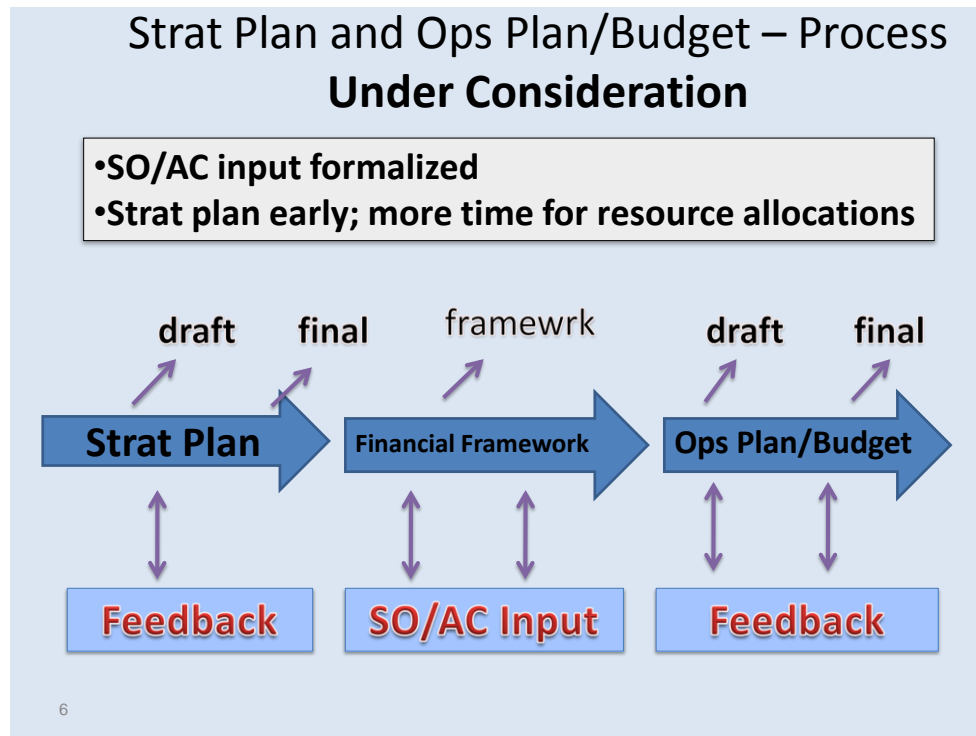 Strat Plan and Ops Plan/Budget – Process
Under Consideration
•SO/AC input formalized
•Strat plan early; more time for resource allocations
draft final framewrk draft final
Strat Plan Financial Framework Ops Plan/Budget
Feedback SO/AC Input Feedback
6